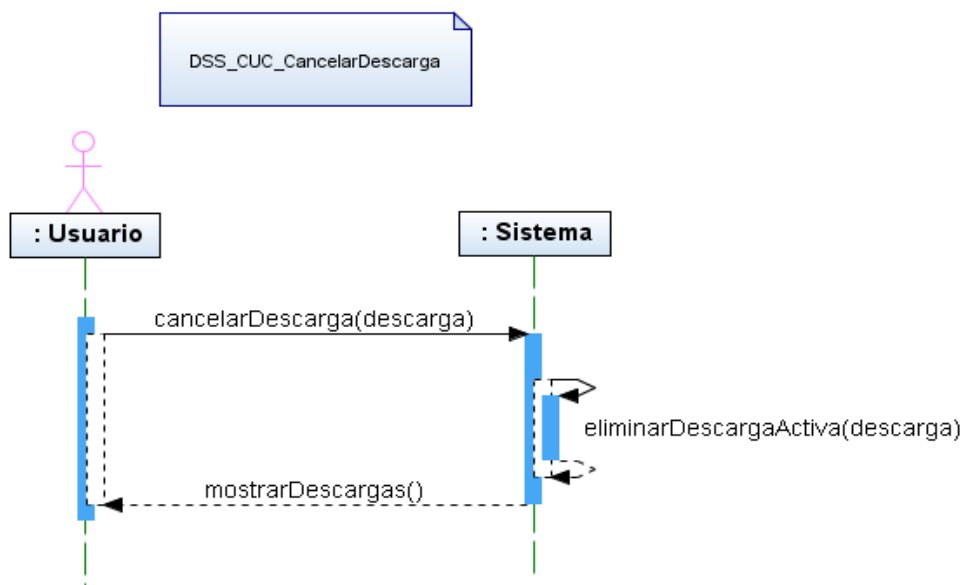 DSS_CUC_CancelarDescarga
: Usuario
: Sistema
cancelarDescarga(descarga)
eliminarDescargaActiva(descarga)
mostrarDescargas()